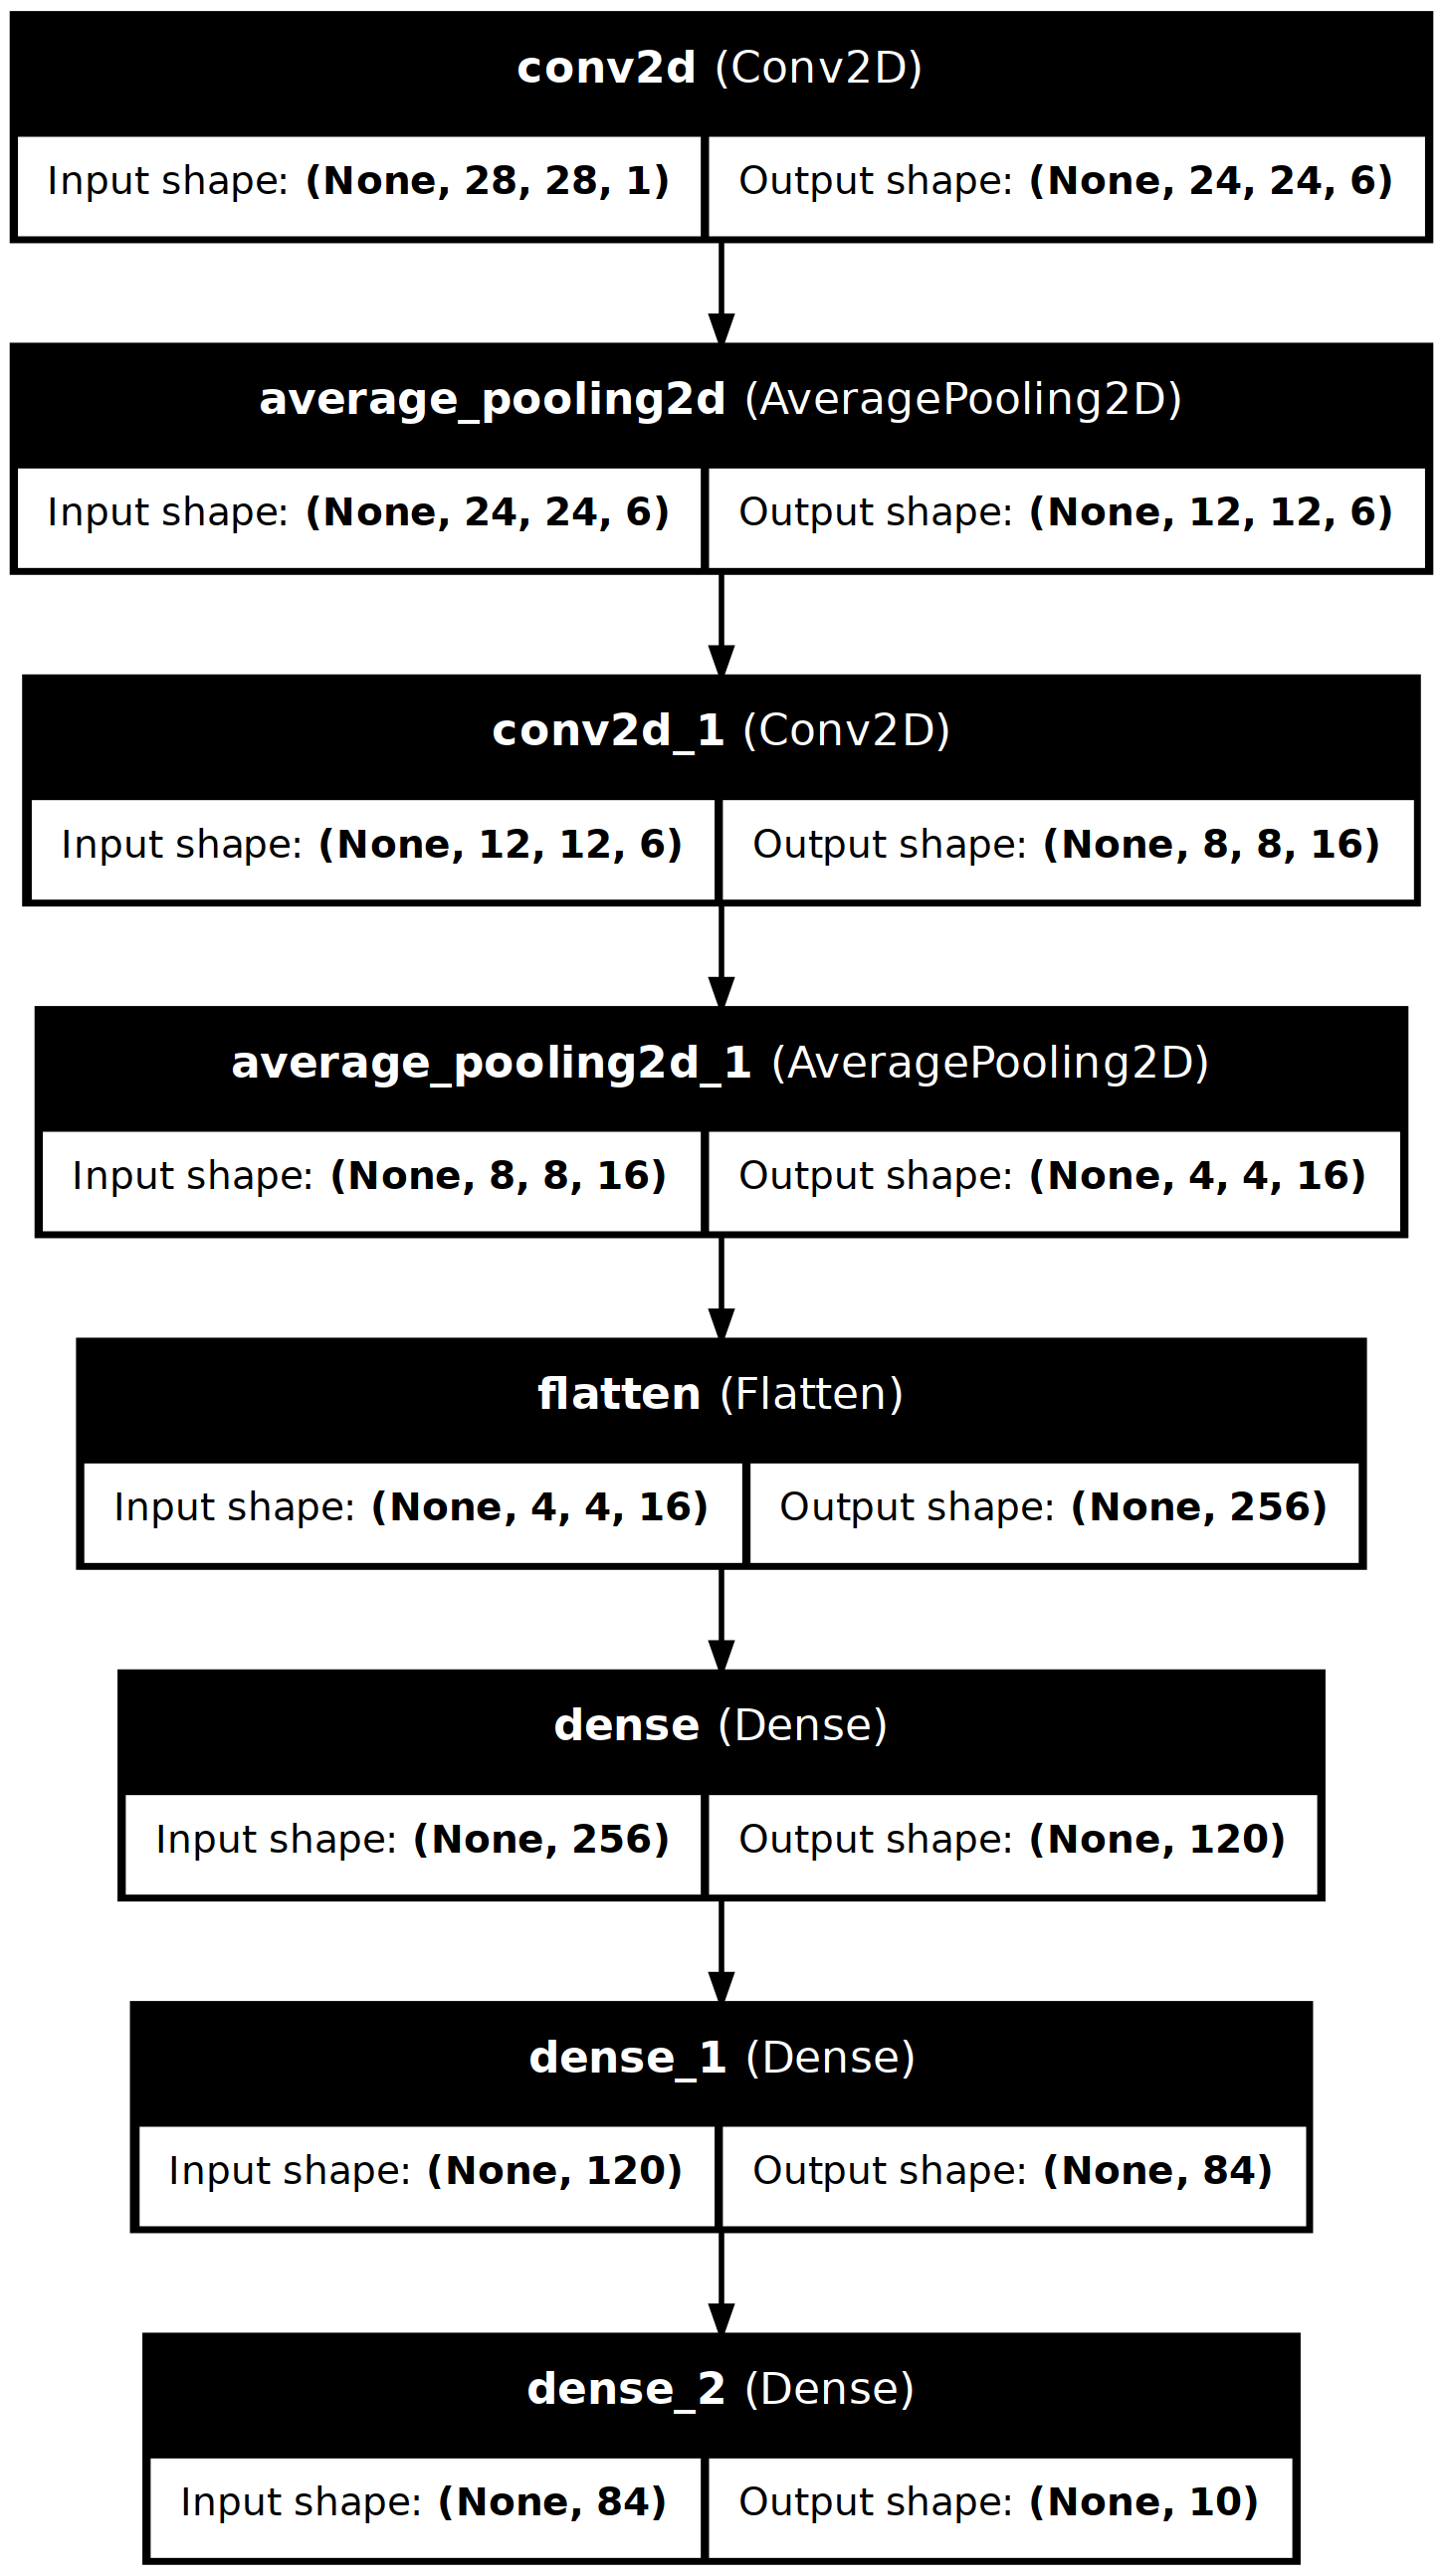 conv2d (Conv2D)
Input shape: (None, 28, 28, 1) Output shape: (None, 24, 24, 6)
average_pooling2d (AveragePooling2D)
Input shape: (None, 24, 24, 6) Output shape: (None, 12, 12, 6)
conv2d_1 (Conv2D)
Input shape: (None, 12, 12, 6) Output shape: (None, 8, 8, 16)
average_pooling2d_1 (AveragePooling2D)
Input shape: (None, 8, 8, 16) Output shape: (None, 4, 4, 16)
flatten (Flatten)
Input shape: (None, 4, 4, 16) Output shape: (None, 256)
dense (Dense)
Input shape: (None, 256) Output shape: (None, 120)
dense_1 (Dense)
Input shape: (None, 120) Output shape: (None, 84)
dense_2 (Dense)
Input shape: (None, 84) Output shape: (None, 10)